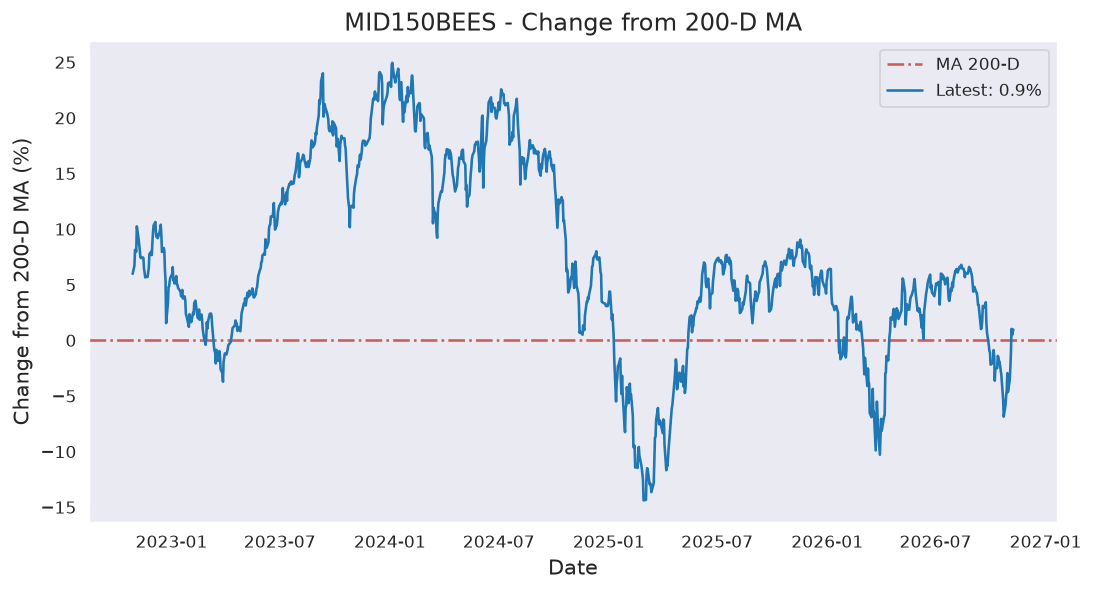 MID150BEES - Change from 200-D MA
MA 200-D
Latest: 0.9%
Change from 200-D MA (%)
25
20
15
10
5
0
−5
−10
−15
2023-01 2023-07 2024-01 2024-07 2025-01 2025-07 2026-01 2026-07 2027-01
Date